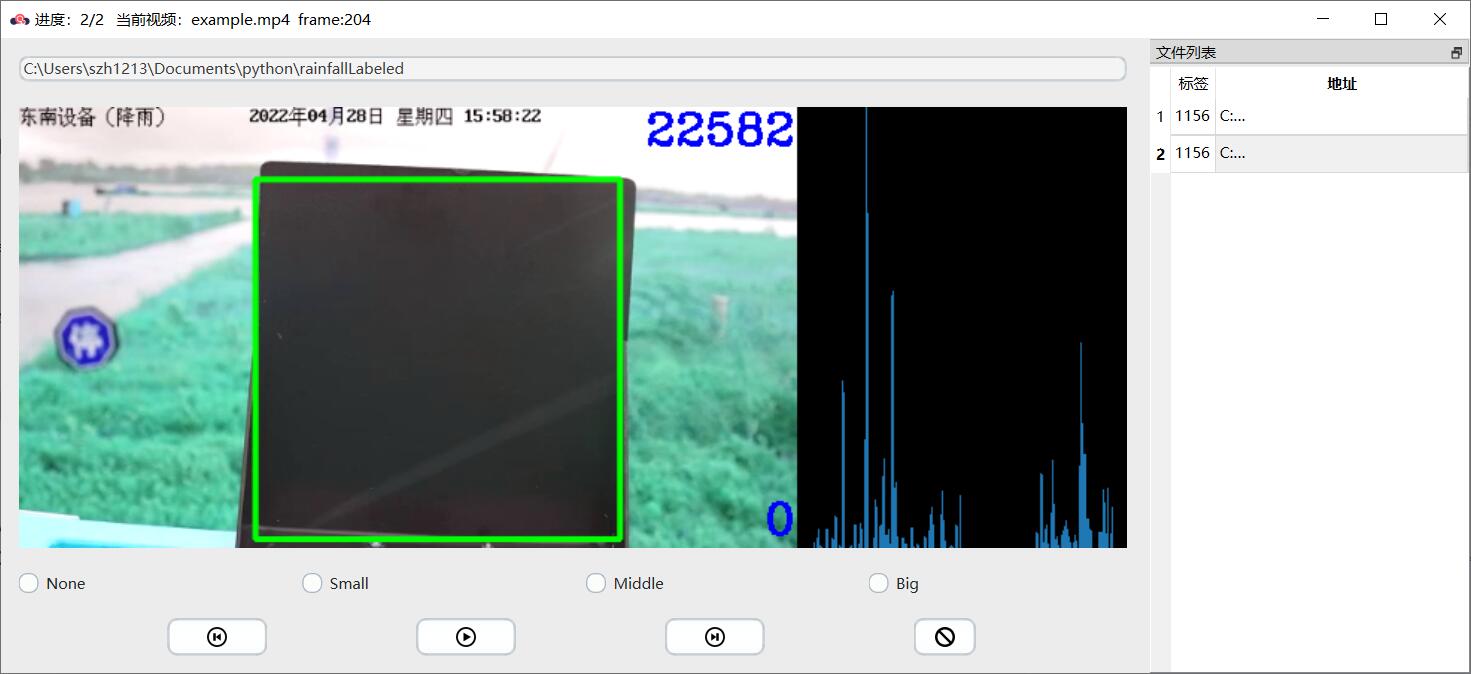 进度：2/2 当前视频：example.mp4 frame:204
C:\Users\szh1213\Documents\python\rainfallLabeled
东南设备（降雨） 2022年04月28日 星期四 15:58:22
22582
0
None Small Middle Big
文件列表
标签 地址
1 1156 C:...
2 1156 C:...